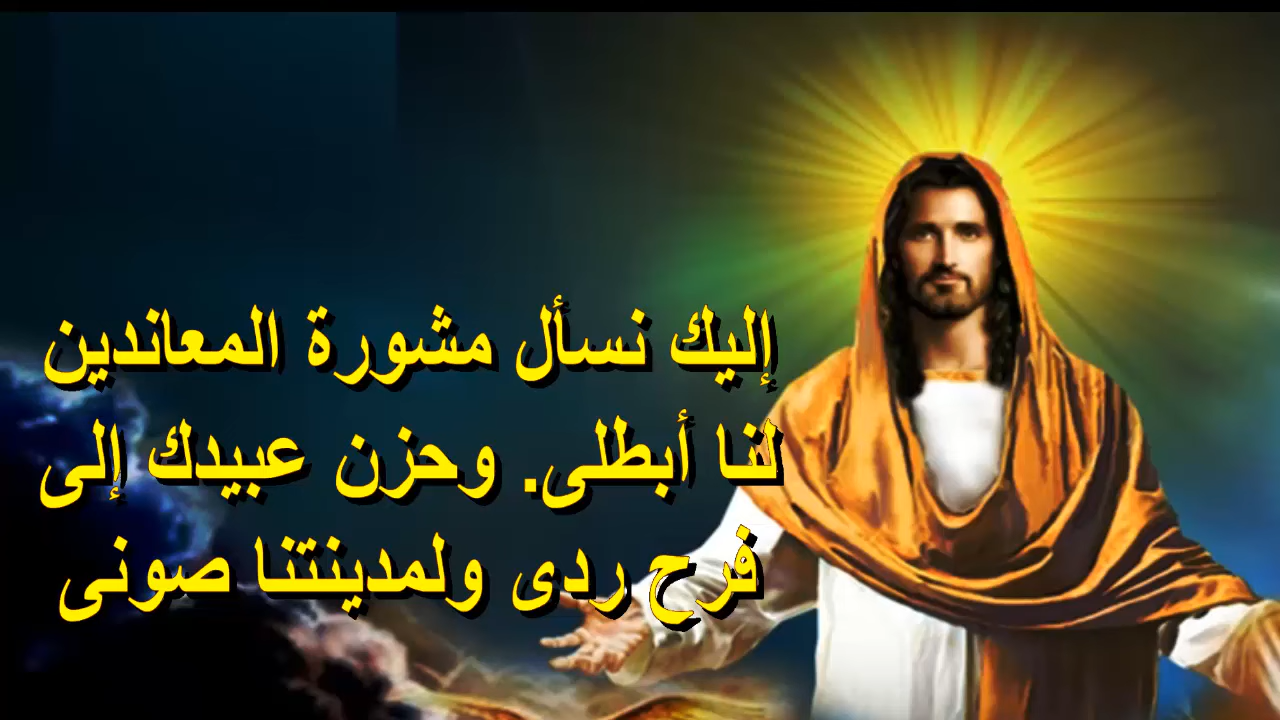 إليك نسأل مشورة المعاندين
لنا أبطلى. وحزن عبيدك إلى
فرح ردى ولمدينتنا صونى